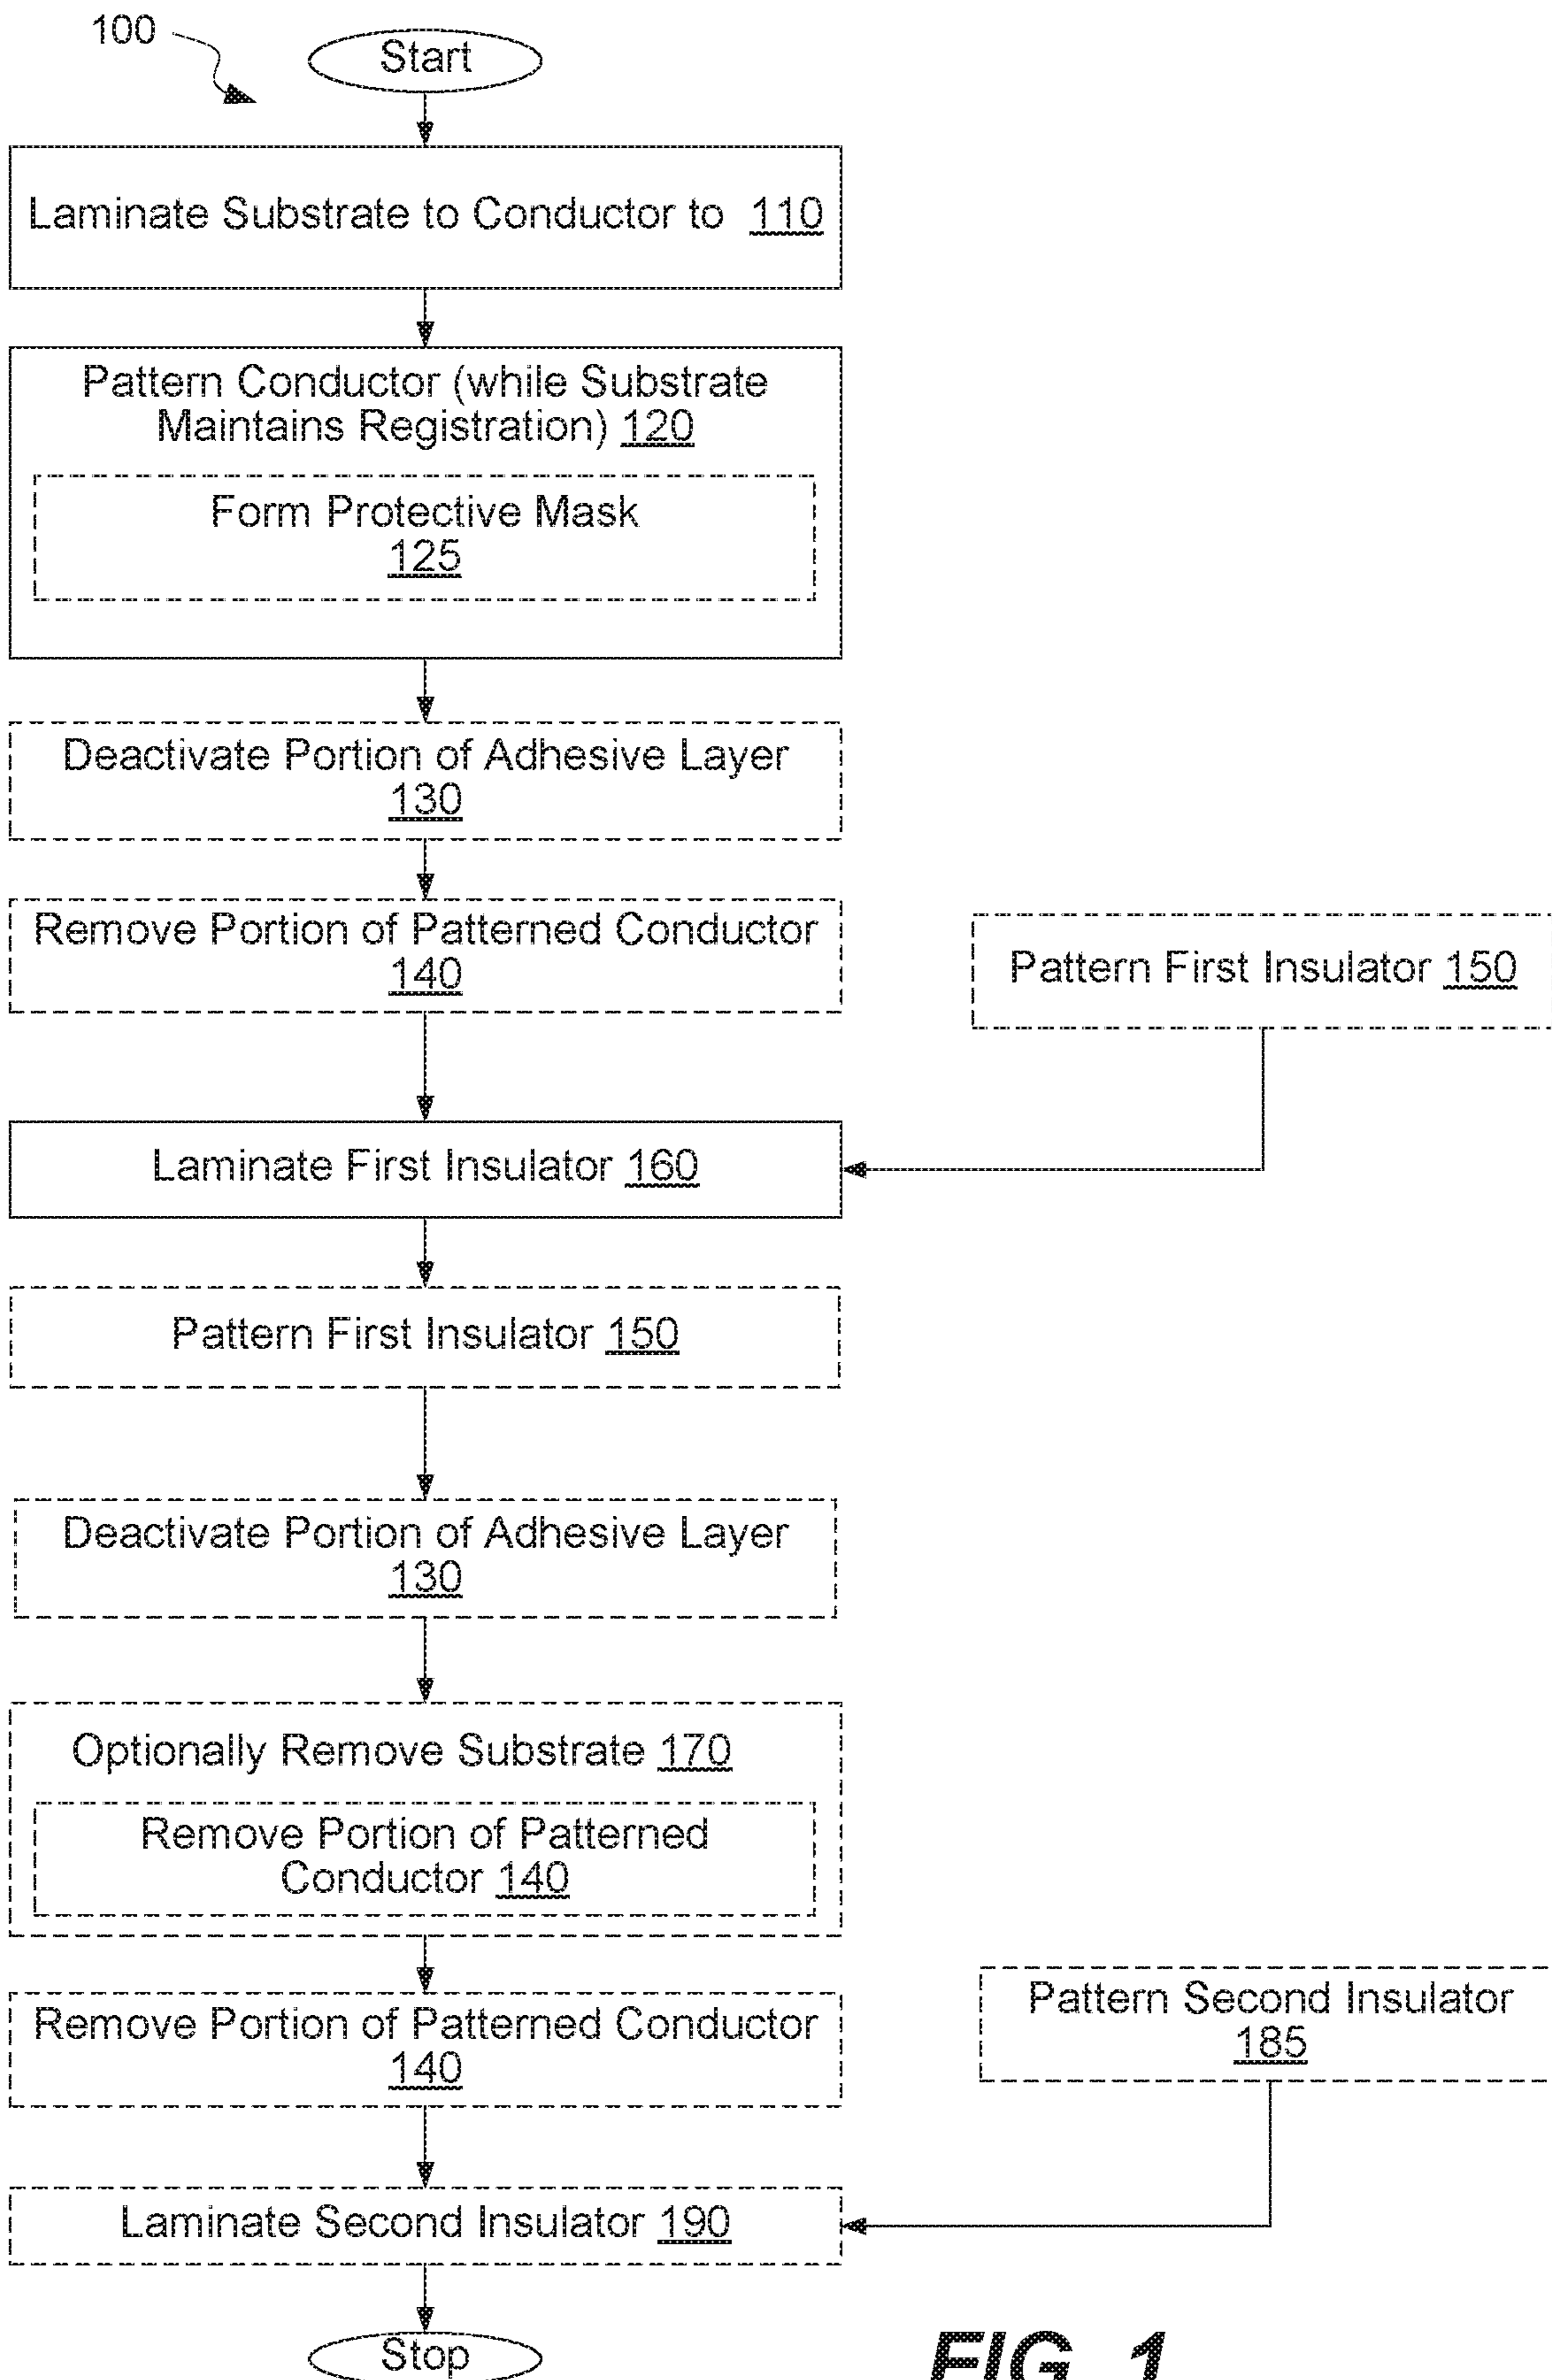 100
Start
Laminate Substrate to Conductor to 110
Pattern Conductor (while Substrate
Maintains Registration) 120
Form Protective Mask
125
Deactivate Portion of Adhesive Layer
130
Remove Portion of Patterned Conductor
140
Pattern First Insulator 150
Laminate First Insulator 160
Pattern First Insulator 150
Deactivate Portion of Adhesive Layer
130
Optionally Remove Substrate 170
Remove Portion of Patterned
Conductor 140
Remove Portion of Patterned Conductor
140
Pattern Second Insulator
185
Laminate Second Insulator 190
Stop
FIG. 1